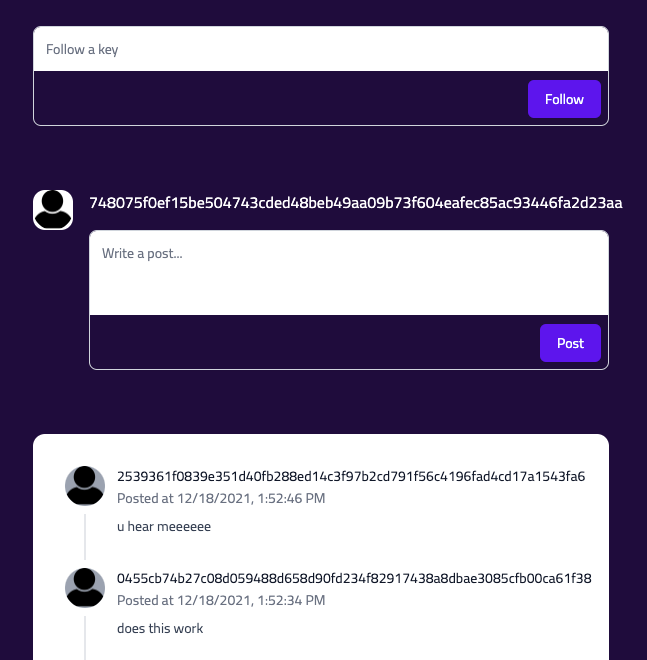 Follow a key
Follow
748075f0ef15be504743cded48beb49aa09b73f604eafec85ac93446fa2d23aa
Write a post...
Post
2539361f0839e351d40fb288ed14c3f97b2cd791f56c4196fad4cd17a1543fa6
Posted at 12/18/2021, 1:52:46 PM
u hear meeeeee
0455cb74b27c08d059488d658d90fd234f82917438a8dbae3085cfb00ca61f38
Posted at 12/18/2021, 1:52:34 PM
does this work